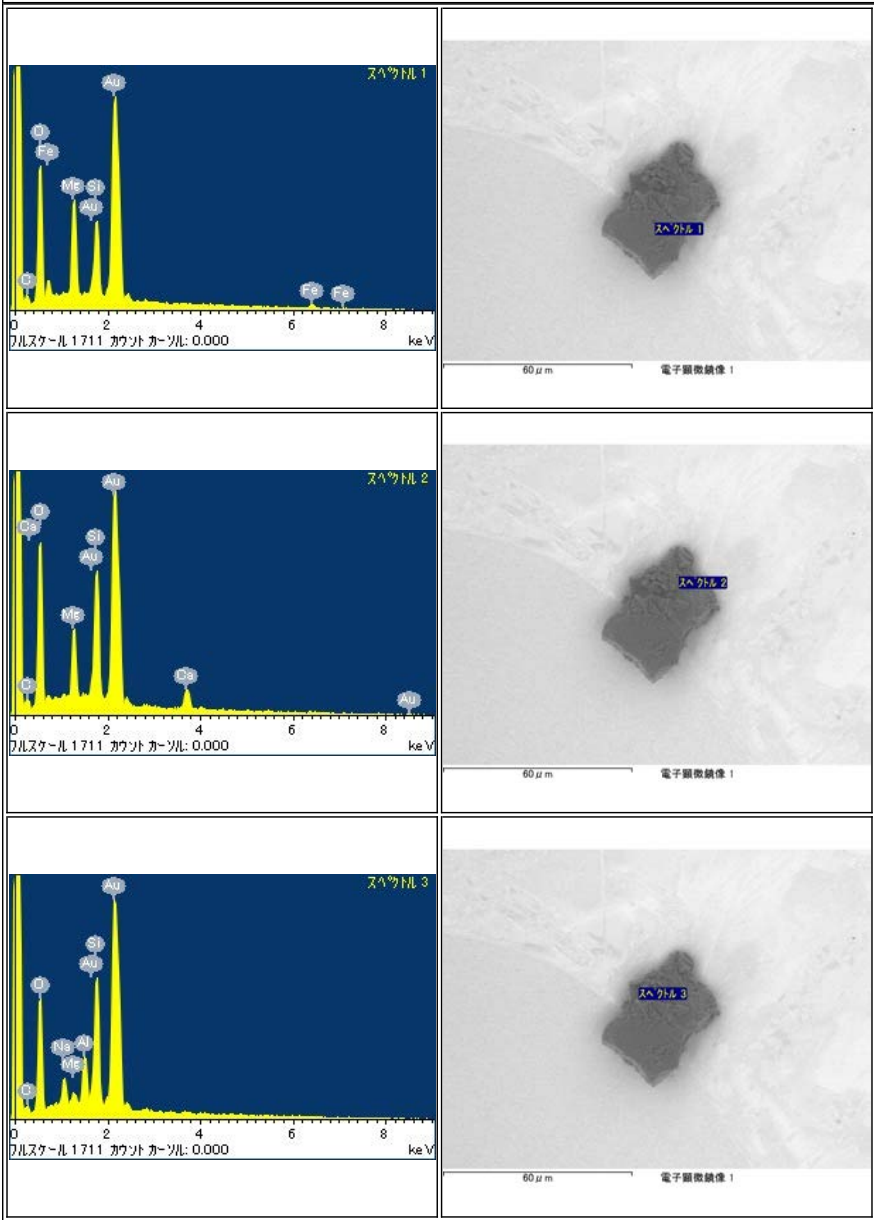 スペクトル 1
Au
O
Fe
Mg
Si
Au
C
Fe
Fe
0 2 4 6 8
フルスケール 1711 カウント カーソル: 0.000 keV
スペクトル 1
60μm 電子顕微鏡像 1
スペクトル 2
Au
O
Ca
Si
Au
Mg
C
Ca
Au
0 2 4 6 8
フルスケール 1711 カウント カーソル: 0.000 keV
スペクトル 2
60μm 電子顕微鏡像 1
スペクトル 3
Au
Si
Au
O
Na
Al
Mg
C
0 2 4 6 8
フルスケール 1711 カウント カーソル: 0.000 keV
スペクトル 3
60μm 電子顕微鏡像 1